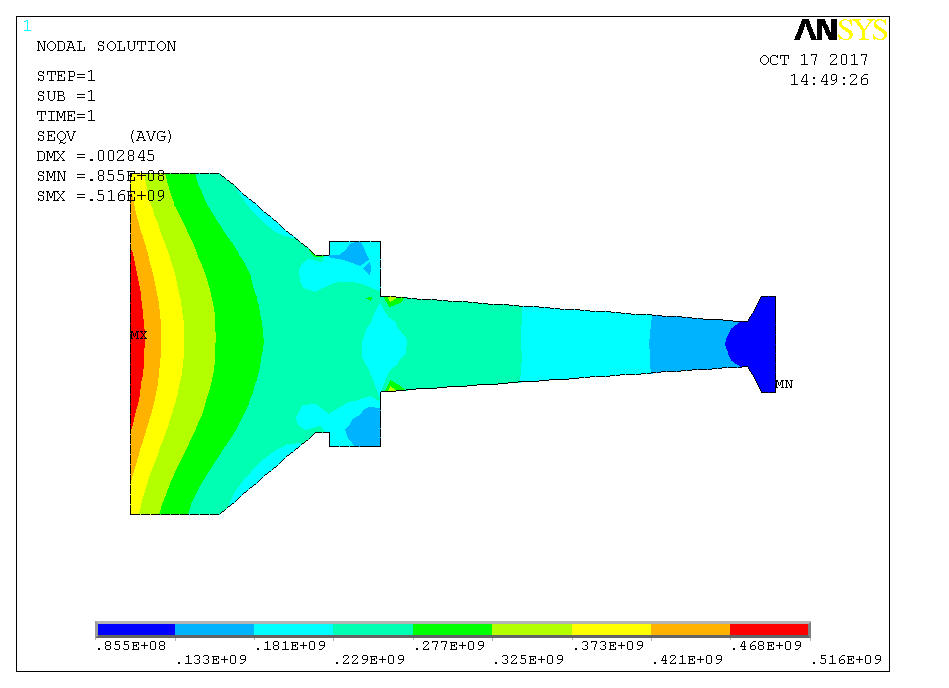 1
ANSYS
NODAL SOLUTION
OCT 17 2017
14:49:26
STEP=1
SUB =1
TIME=1
SEQV (AVG)
DMX =.002845
SMN =.855E+08
SMX =.516E+09
MX
MN
.855E+08 .181E+09 .277E+09 .373E+09 .468E+09
.133E+09 .229E+09 .325E+09 .421E+09 .516E+09